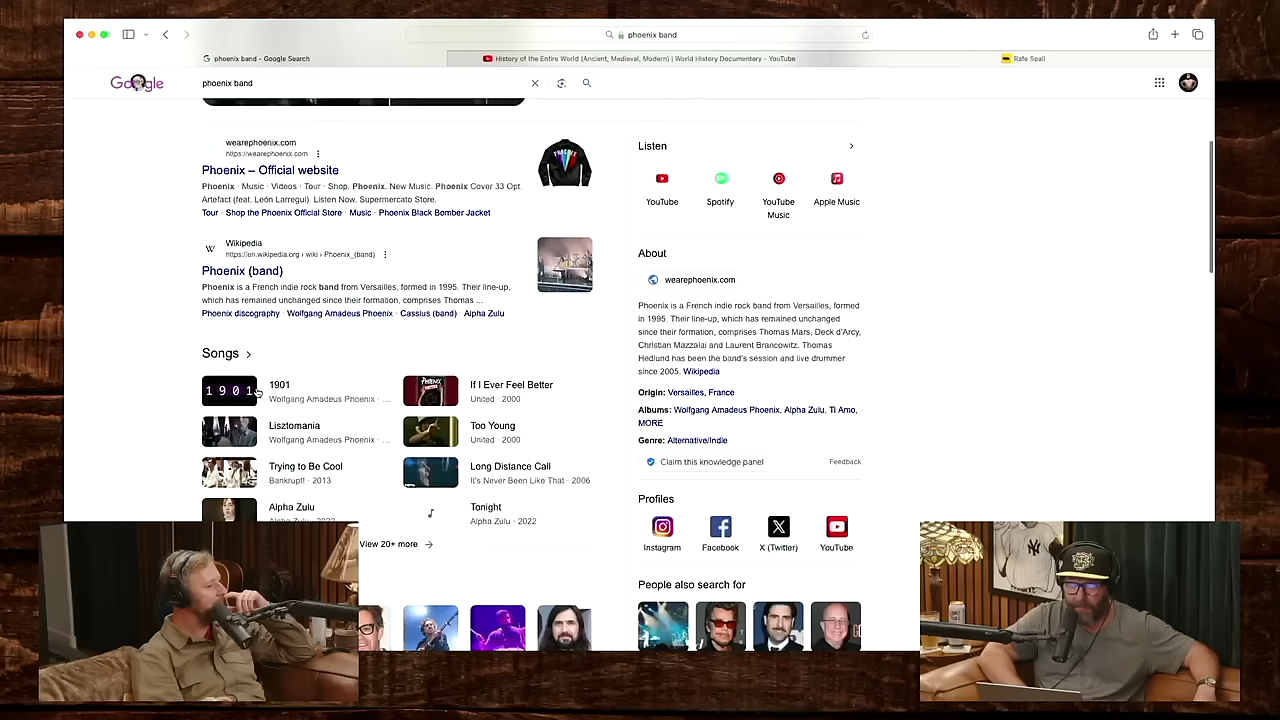 phoenix band
phoenix band - Google Search
History of the Entire World (Ancient, Medieval, Modern) | World History Documentary - YouTube
Rafe Spall
Google
phoenix band
wearephoenix.com
https://wearephoenix.com
Phoenix – Official website
Phoenix · Music · Videos · Tour · Shop. Phoenix. New Music. Phoenix Cover 33 Opt.
Artefact (feat. León Larregui). Listen Now. Supermercato Store.
Tour · Shop the Phoenix Official Store · Music · Phoenix Black Bomber Jacket
PHOENIX
W
Wikipedia
https://en.wikipedia.org › wiki › Phoenix_(band)
Phoenix (band)
Phoenix is a French indie rock band from Versailles, formed in 1995. Their line-up,
which has remained unchanged since their formation, comprises Thomas ...
Phoenix discography · Wolfgang Amadeus Phoenix · Cassius (band) · Alpha Zulu
Songs
1901
1901
Wolfgang Amadeus Phoenix · ...
PHOENIX
If I Ever Feel Better
United · 2000
Lisztomania
Wolfgang Amadeus Phoenix · ...
Too Young
United · 2000
Trying to Be Cool
Bankrupt! · 2013
Long Distance Call
It's Never Been Like That · 2006
Alpha Zulu
Alpha Zulu · 2022
Tonight
Alpha Zulu · 2022
View 20+ more
Listen
YouTube
Spotify
YouTube
Music
Apple Music
About
wearephoenix.com
Phoenix is a French indie rock band from Versailles, formed
in 1995. Their line-up, which has remained unchanged
since their formation, comprises Thomas Mars, Deck d'Arcy,
Christian Mazzalai and Laurent Brancowitz. Thomas
Hedlund has been the band's session and live drummer
since 2005. Wikipedia
Origin: Versailles, France
Albums: Wolfgang Amadeus Phoenix, Alpha Zulu, Ti Amo,
MORE
Genre: Alternative/Indie
Claim this knowledge panel
Feedback
Profiles
Instagram
Facebook
X (Twitter)
YouTube
People also search for